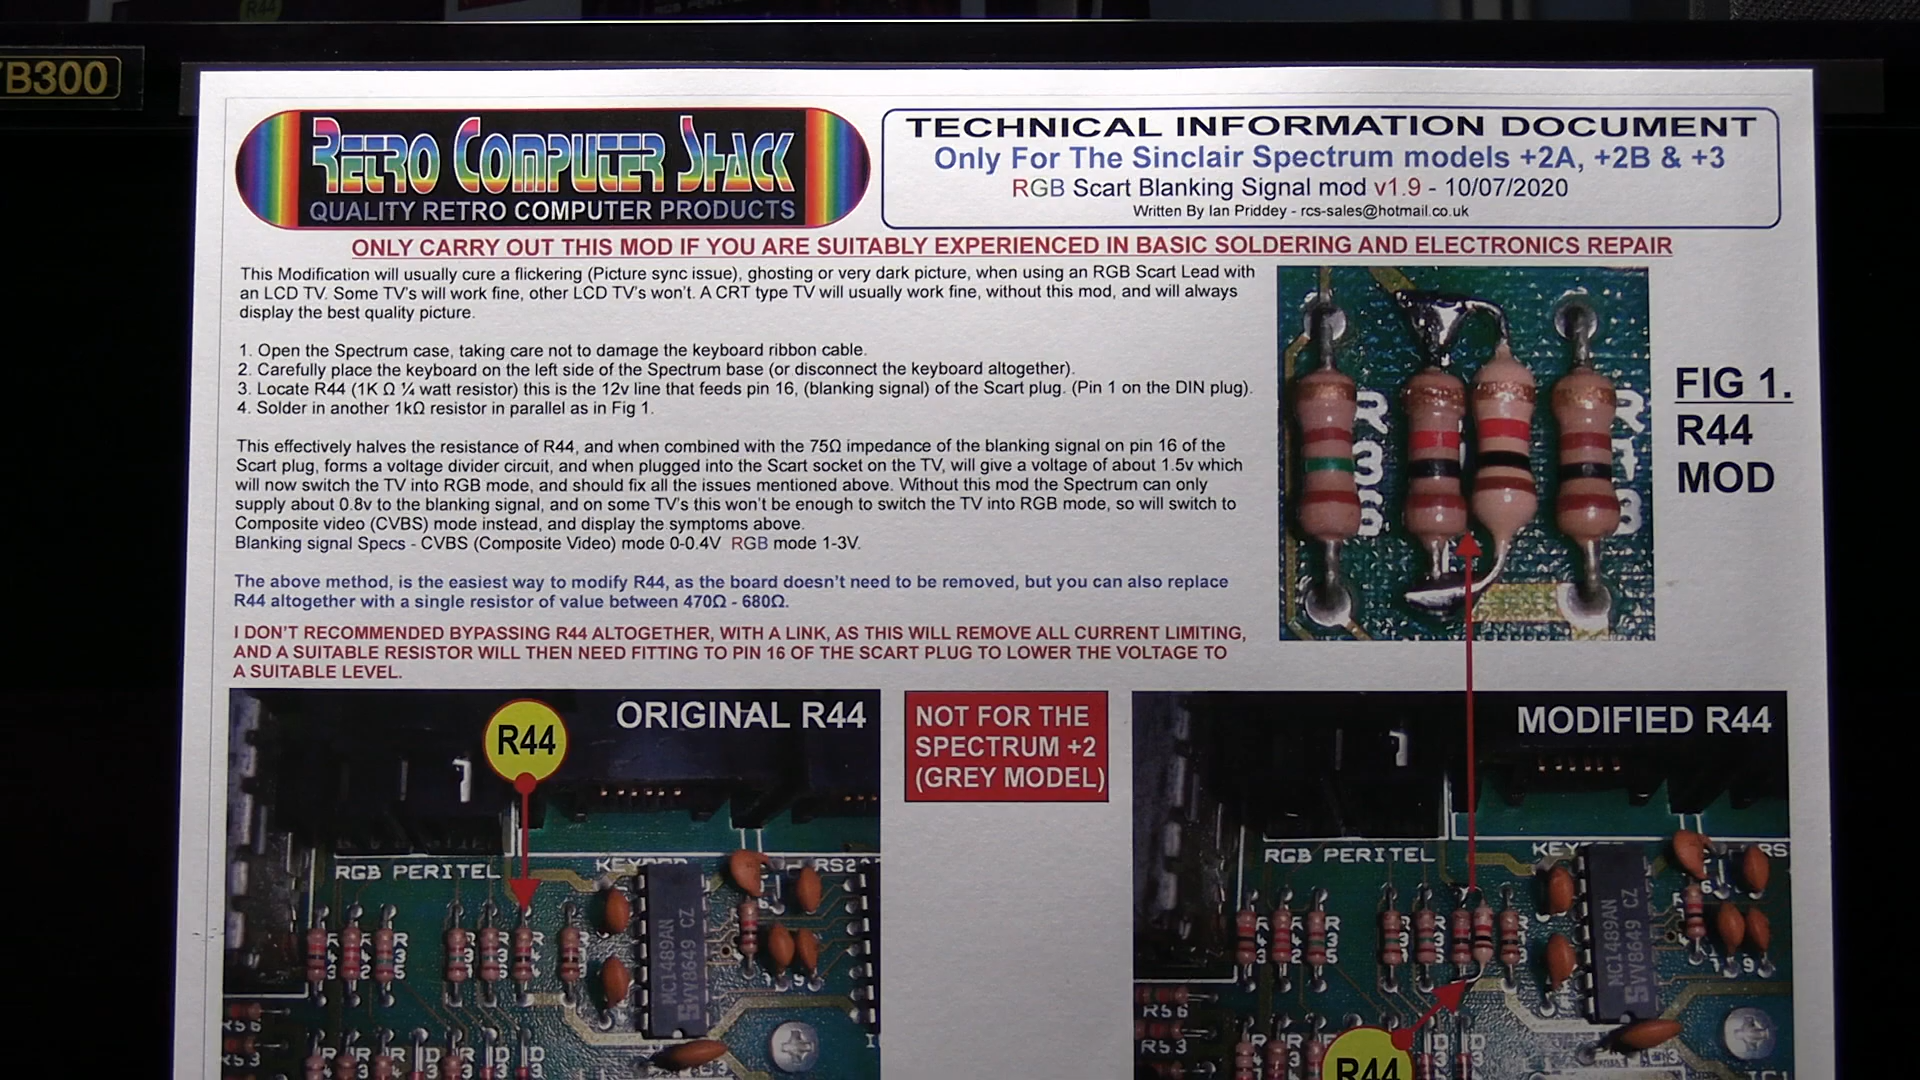 R44
7B300
RETRO COMPUTER SHACK
QUALITY RETRO COMPUTER PRODUCTS
TECHNICAL INFORMATION DOCUMENT
Only For The Sinclair Spectrum models +2A, +2B & +3
RGB Scart Blanking Signal mod v1.9 - 10/07/2020
Written By Ian Priddey - rcs-sales@hotmail.co.uk
ONLY CARRY OUT THIS MOD IF YOU ARE SUITABLY EXPERIENCED IN BASIC SOLDERING AND ELECTRONICS REPAIR
This Modification will usually cure a flickering (Picture sync issue), ghosting or very dark picture, when using an RGB Scart Lead with
an LCD TV. Some TV's will work fine, other LCD TV's won't. A CRT type TV will usually work fine, without this mod, and will always
display the best quality picture.
1. Open the Spectrum case, taking care not to damage the keyboard ribbon cable.
2. Carefully place the keyboard on the left side of the Spectrum base (or disconnect the keyboard altogether).
3. Locate R44 (1K Ω ¼ watt resistor) this is the 12v line that feeds pin 16, (blanking signal) of the Scart plug. (Pin 1 on the DIN plug).
4. Solder in another 1kΩ resistor in parallel as in Fig 1.
This effectively halves the resistance of R44, and when combined with the 75Ω impedance of the blanking signal on pin 16 of the
Scart plug, forms a voltage divider circuit, and when plugged into the Scart socket on the TV, will give a voltage of about 1.5v which
will now switch the TV into RGB mode, and should fix all the issues mentioned above. Without this mod the Spectrum can only
supply about 0.8v to the blanking signal, and on some TV's this won't be enough to switch the TV into RGB mode, so will switch to
Composite video (CVBS) mode instead, and display the symptoms above.
Blanking signal Specs - CVBS (Composite Video) mode 0-0.4V RGB mode 1-3V.
The above method, is the easiest way to modify R44, as the board doesn't need to be removed, but you can also replace
R44 altogether with a single resistor of value between 470Ω - 680Ω.
I DON'T RECOMMENDED BYPASSING R44 ALTOGETHER, WITH A LINK, AS THIS WILL REMOVE ALL CURRENT LIMITING,
AND A SUITABLE RESISTOR WILL THEN NEED FITTING TO PIN 16 OF THE SCART PLUG TO LOWER THE VOLTAGE TO
A SUITABLE LEVEL.
FIG 1.
R44
MOD
ORIGINAL R44
R44
RGB PERITEL
MC1489AN
SVV8649 CZ
R56
R53
NOT FOR THE
SPECTRUM +2
(GREY MODEL)
MODIFIED R44
RGB PERITEL
MC1489AN
SVV8649 CZ
R56
R53
R44